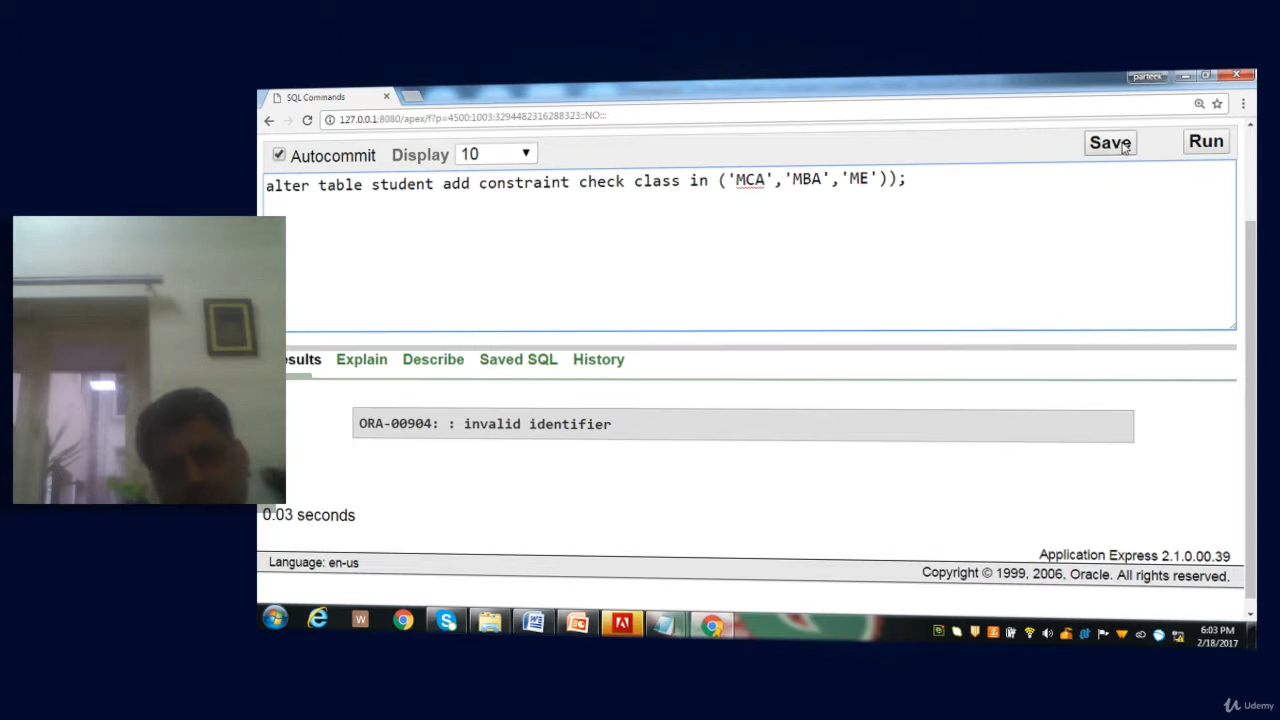 parteek
SQL Commands
127.0.0.1:8080/apex/f?p=4500:1003:3294482316288323::NO:::
Autocommit Display 10 Save Run
alter table student add constraint check class in ('MCA','MBA','ME'));
esults Explain Describe Saved SQL History
ORA-00904: : invalid identifier
0.03 seconds
Application Express 2.1.0.00.39
Language: en-us
Copyright © 1999, 2006, Oracle. All rights reserved.
6:03 PM
2/18/2017
Udemy